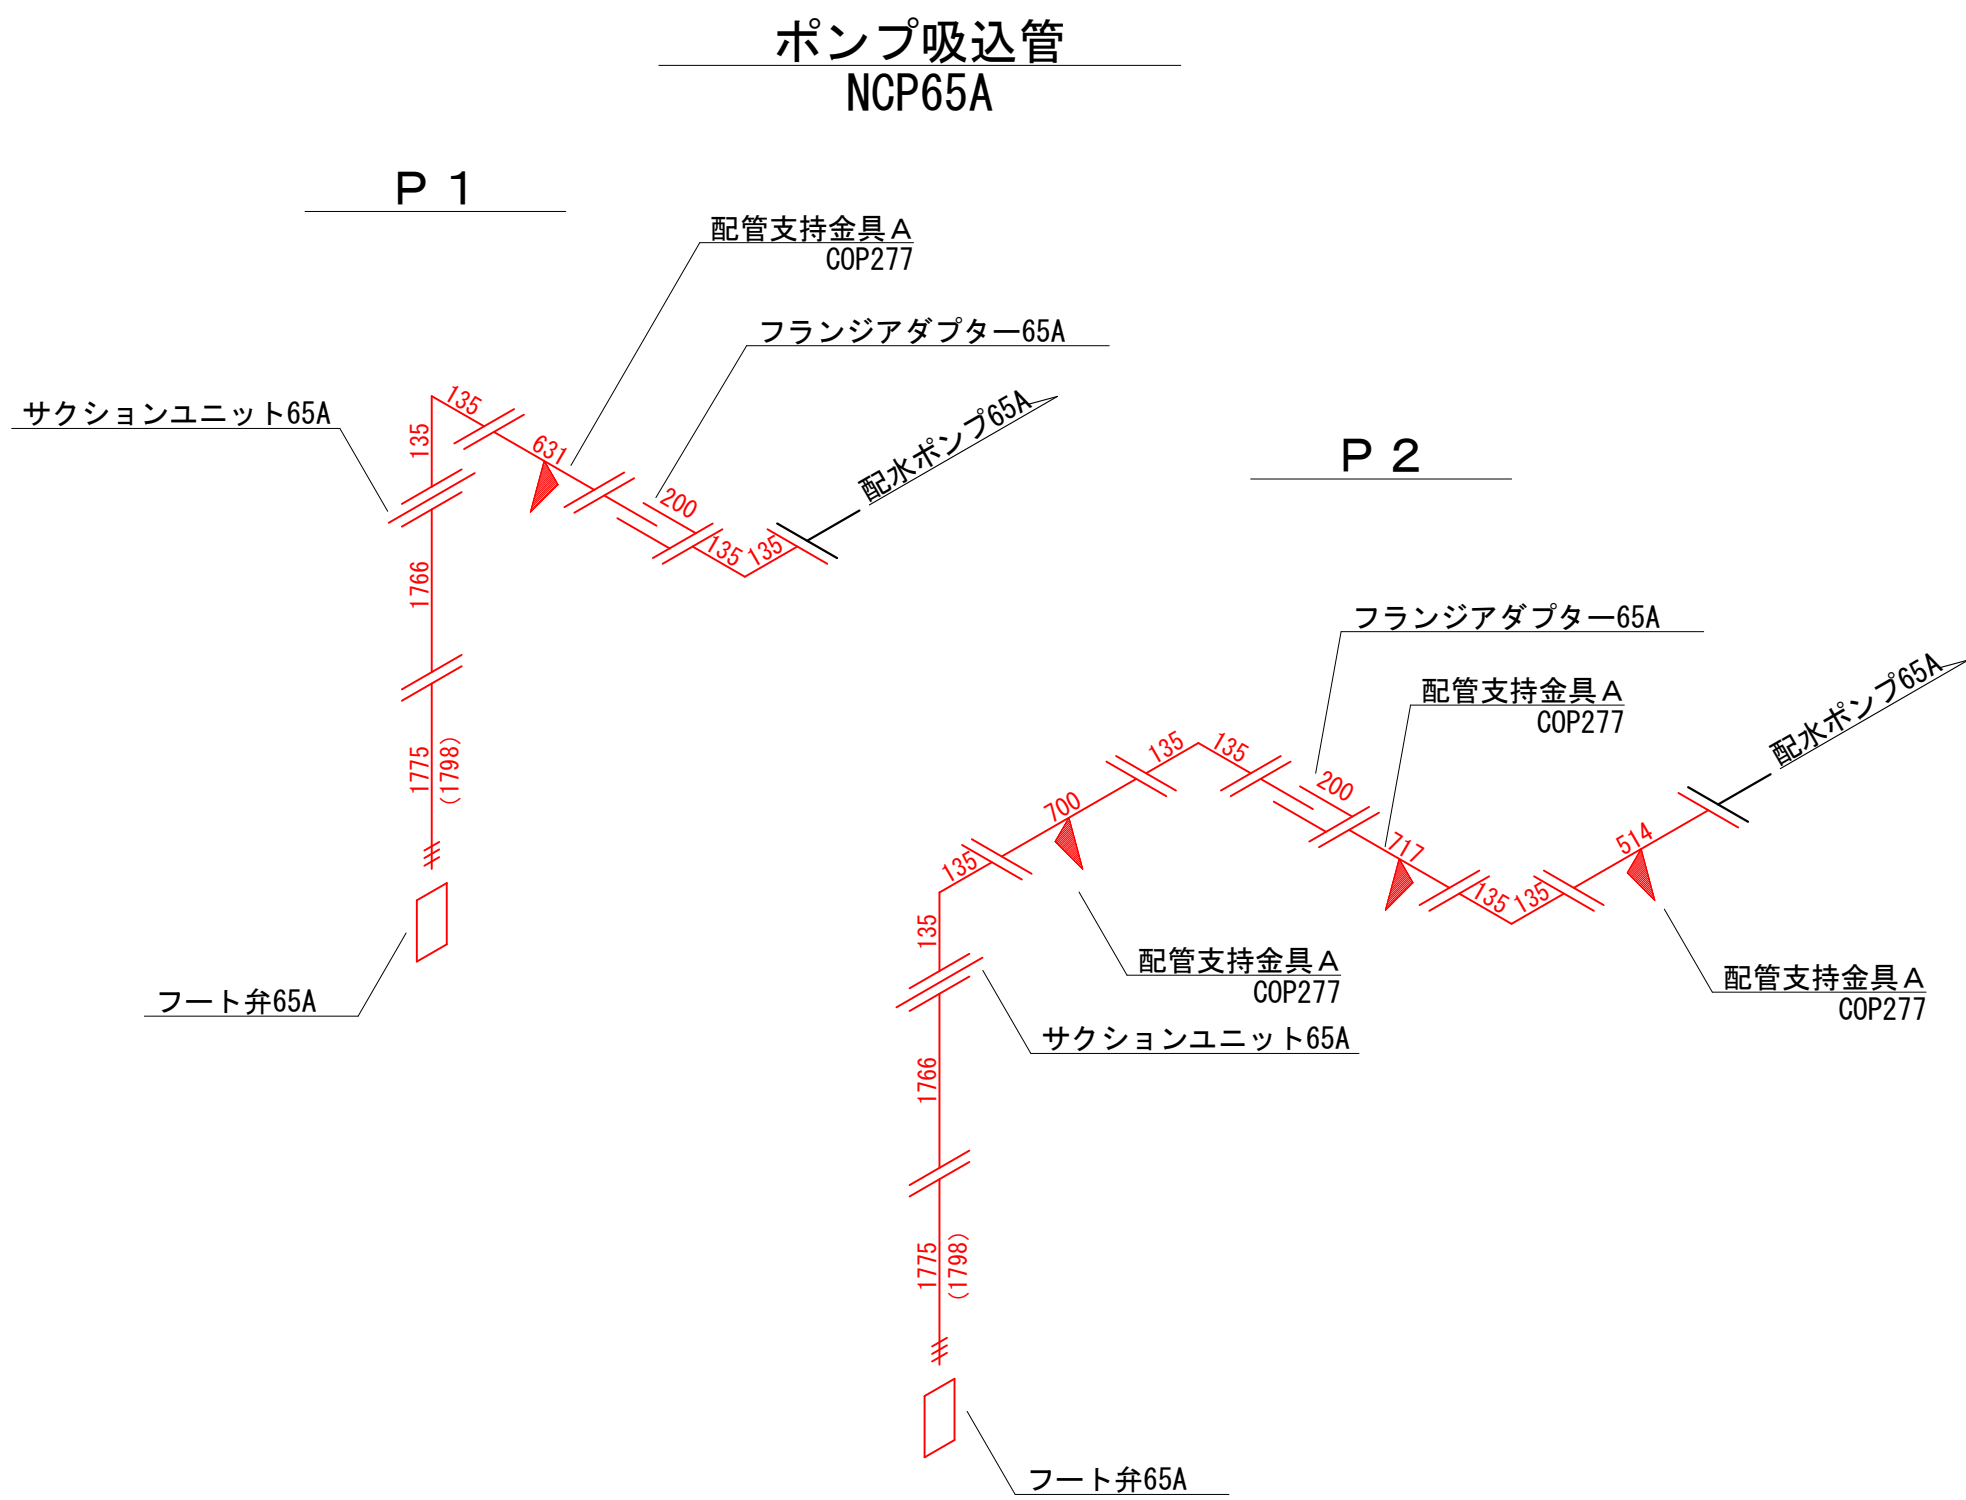 ポンプ吸込管
NCP65A
Ｐ１
配管支持金具Ａ
COP277
フランジアダプター65A
サクションユニット65A
配水ポンプ65A
135
135
631
200
135
135
1766
1775
(1798)
フート弁65A
Ｐ２
フランジアダプター65A
配管支持金具Ａ
COP277
配水ポンプ65A
135
135
200
700
717
514
135
135
135
135
配管支持金具Ａ
COP277
配管支持金具Ａ
COP277
サクションユニット65A
1766
1775
(1798)
フート弁65A